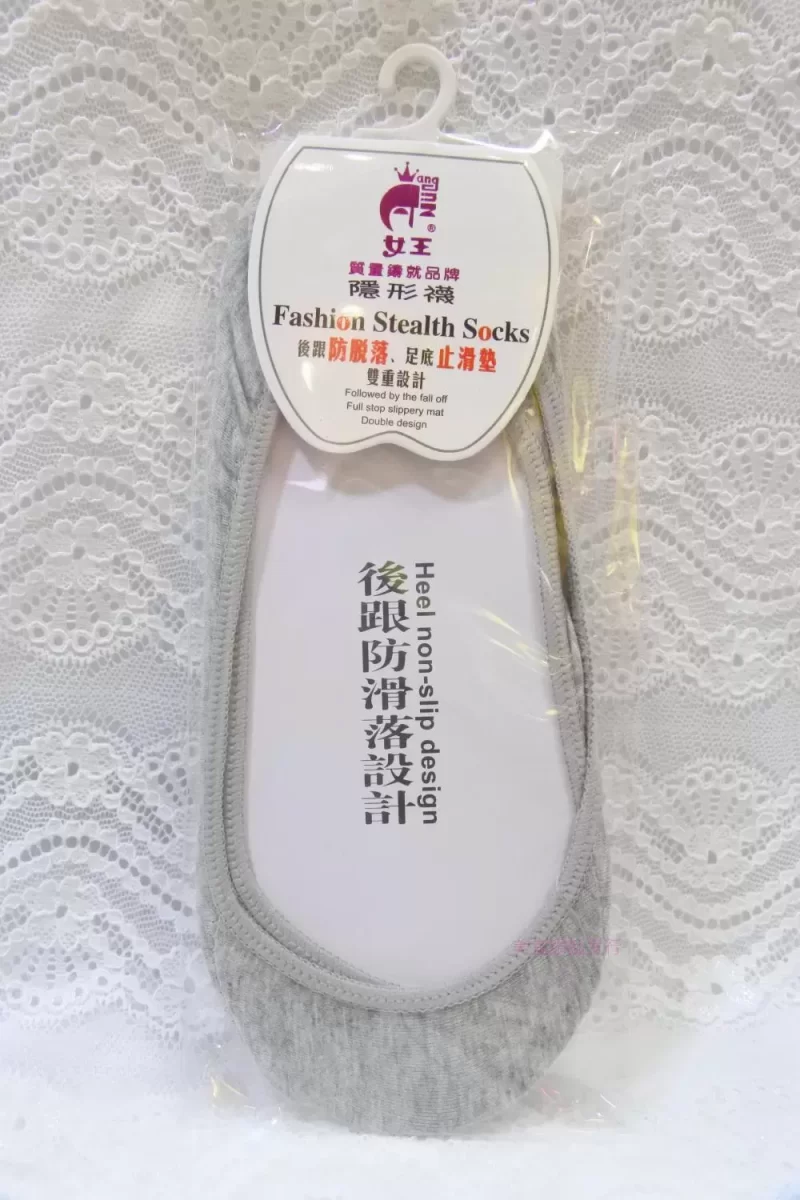 女王
質量鑄就品牌
隱形襪
Fashion Stealth Socks
後跟防脱落、足底止滑墊
雙重設計
Followed by the fall off
Full stop slippery mat
Double design
Heel non-slip design
後跟防滑落設計